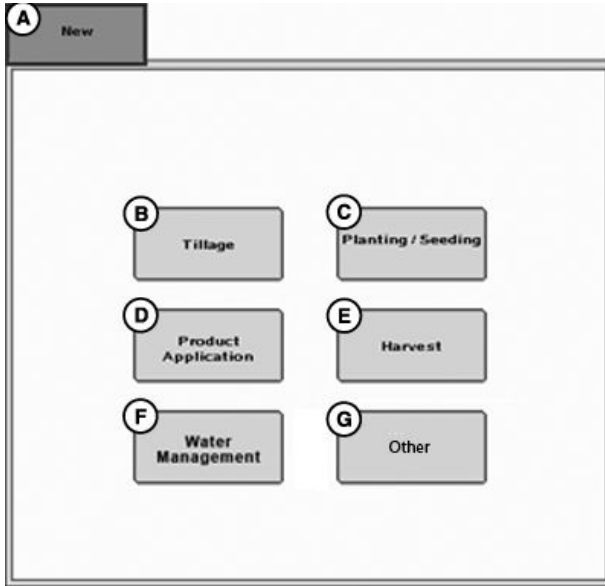 A
New
B
Tillage
C
Planting / Seeding
D
Product
Application
E
Harvest
F
Water
Management
G
Other